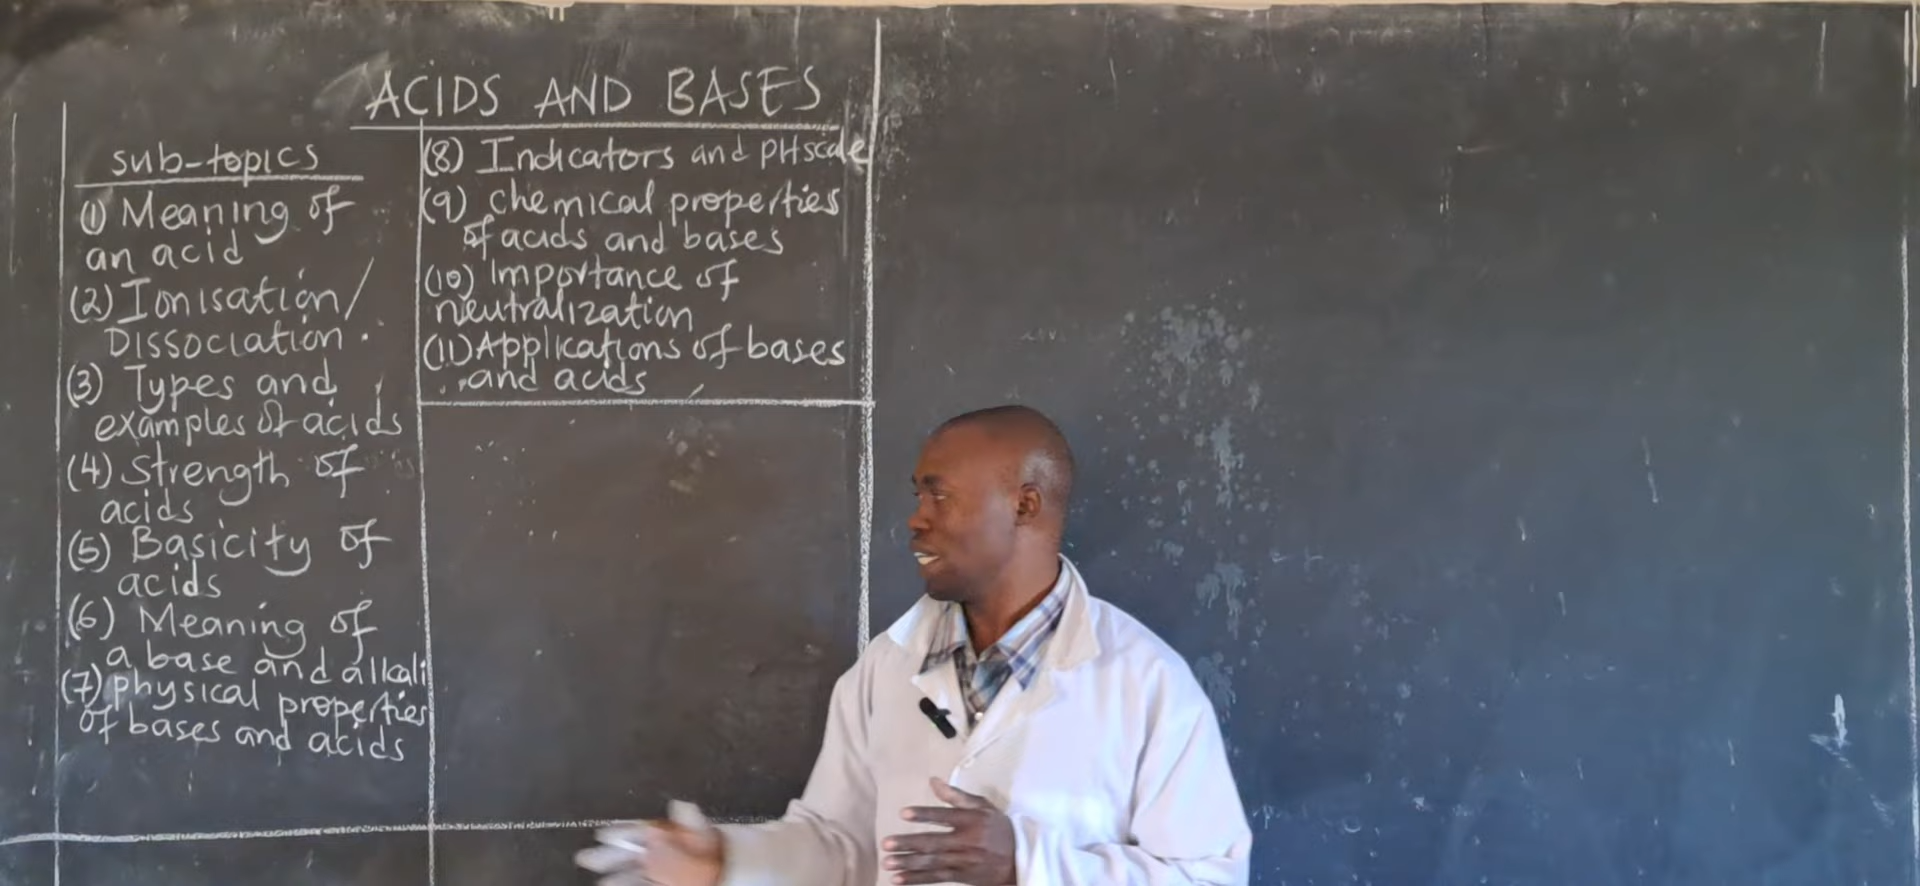 ACIDS AND BASES
sub-topics
(1) Meaning of
an acid
(2) Ionisation/
Dissociation.
(3) Types and
examples of acids
(4) Strength of
acids
(5) Basicity of
acids
(6) Meaning of
a base and alkali
(7) physical properties
of bases and acids
(8) Indicators and PH scale
(9) chemical properties
of acids and bases
(10) Importance of
neutralization
(11) Applications of bases
and acids